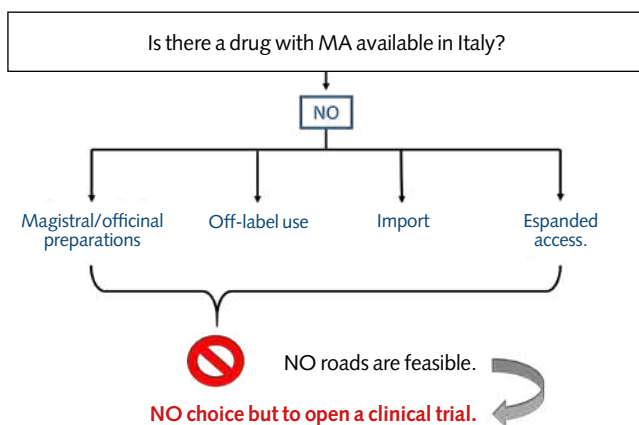 Is there a drug with MA available in Italy?
NO
Magistral/officinal
preparations
Off-label use
Import
Espanded
access.
NO roads are feasible.
NO choice but to open a clinical trial.